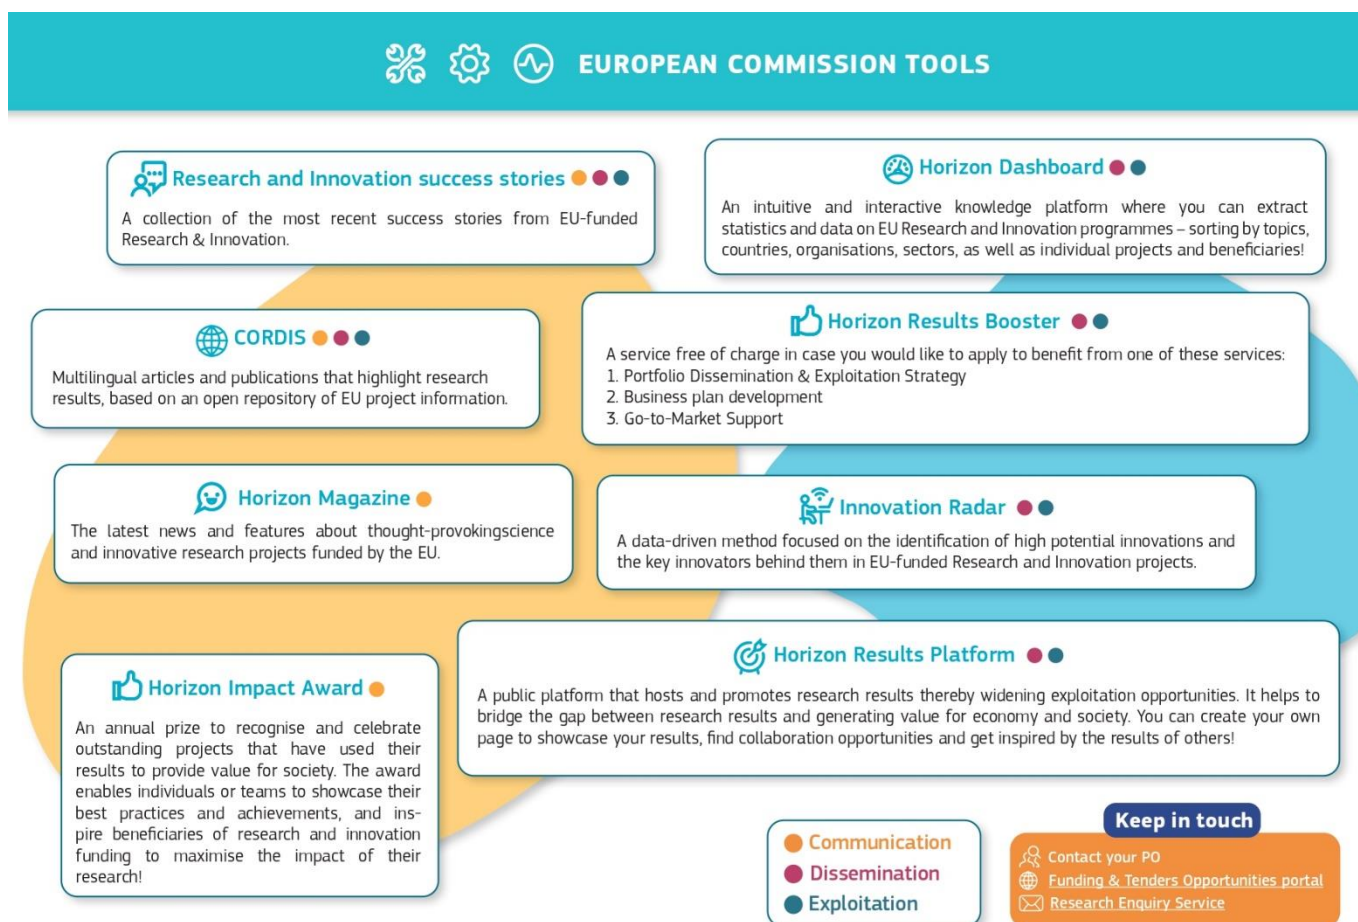 EUROPEAN COMMISSION TOOLS
Research and Innovation success stories
A collection of the most recent success stories from EU-funded
Research & Innovation.
Horizon Dashboard
An intuitive and interactive knowledge platform where you can extract
statistics and data on EU Research and Innovation programmes – sorting by topics,
countries, organisations, sectors, as well as individual projects and beneficiaries!
CORDIS
Multilingual articles and publications that highlight research
results, based on an open repository of EU project information.
Horizon Results Booster
A service free of charge in case you would like to apply to benefit from one of these services:
1. Portfolio Dissemination & Exploitation Strategy
2. Business plan development
3. Go-to-Market Support
Horizon Magazine
The latest news and features about thought-provokingscience
and innovative research projects funded by the EU.
Innovation Radar
A data-driven method focused on the identification of high potential innovations and
the key innovators behind them in EU-funded Research and Innovation projects.
Horizon Impact Award
An annual prize to recognise and celebrate
outstanding projects that have used their
results to provide value for society. The award
enables individuals or teams to showcase their
best practices and achievements, and ins-
pire beneficiaries of research and innovation
funding to maximise the impact of their
research!
Horizon Results Platform
A public platform that hosts and promotes research results thereby widening exploitation opportunities. It helps to
bridge the gap between research results and generating value for economy and society. You can create your own
page to showcase your results, find collaboration opportunities and get inspired by the results of others!
Communication
Dissemination
Exploitation
Keep in touch
Contact your PO
Funding & Tenders Opportunities portal
Research Enquiry Service